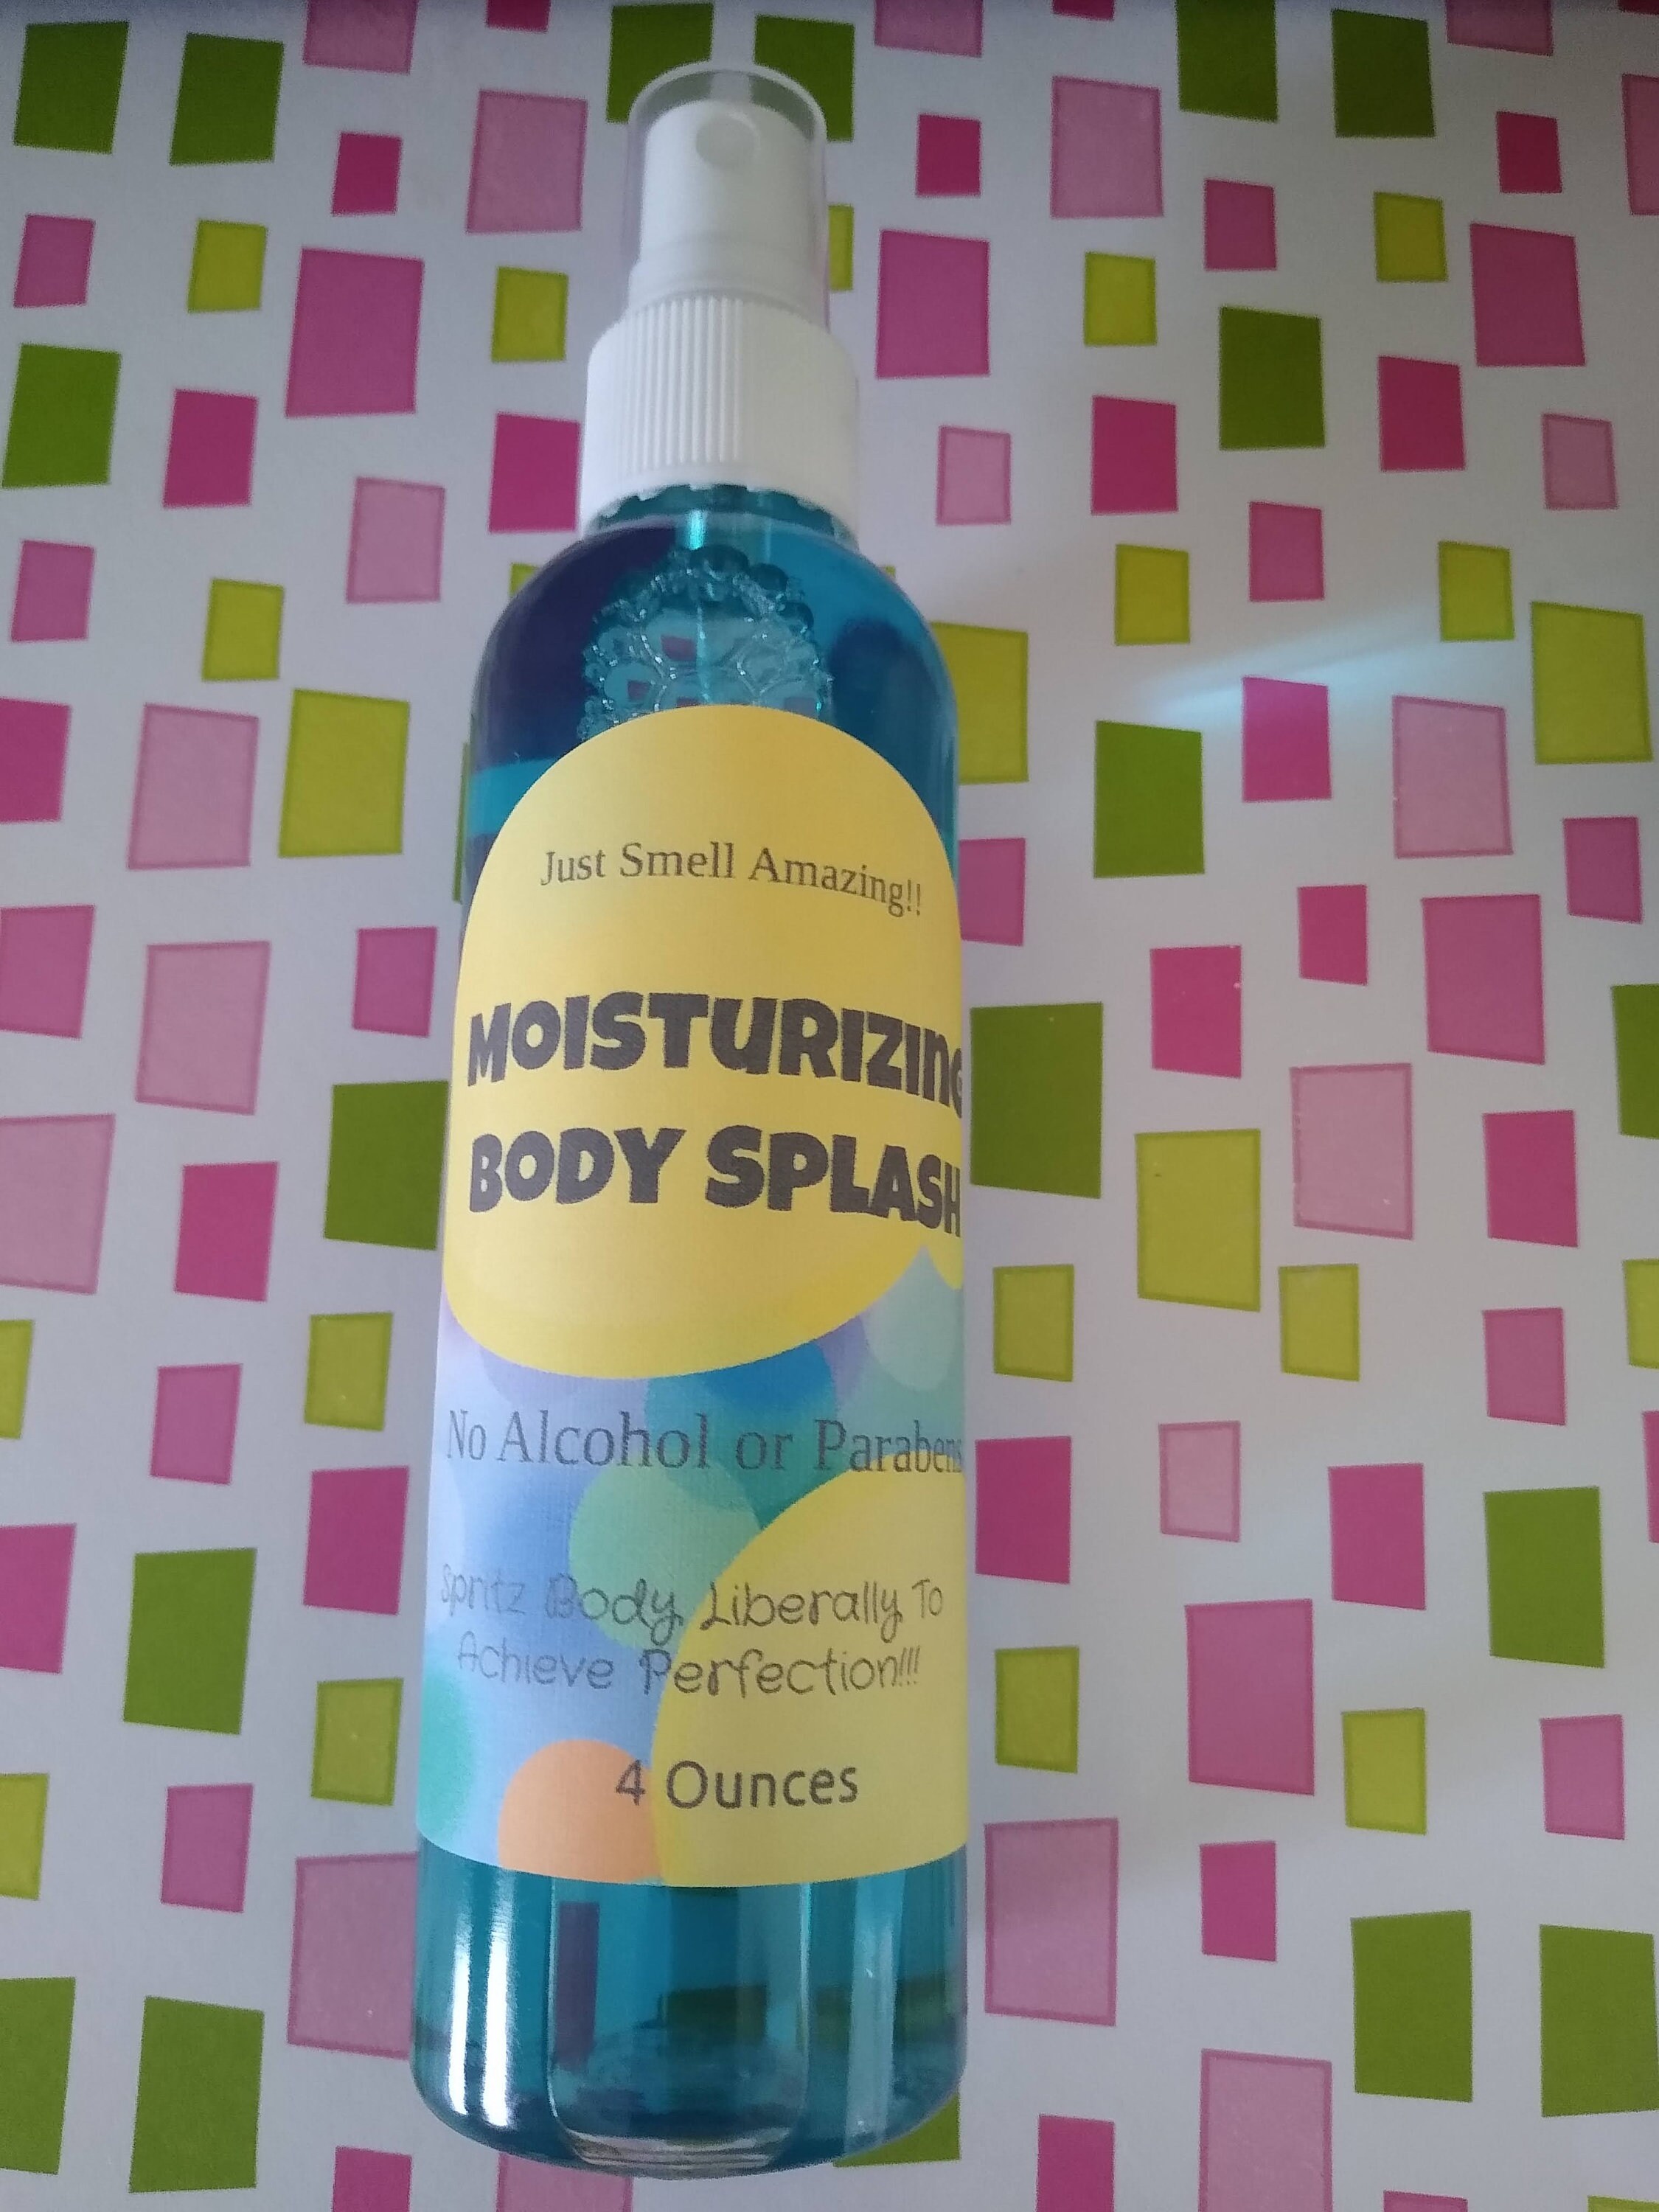 Just Smell Amazing!!
MOISTURIZING
BODY SPLASH
No Alcohol or Parabens
Spritz Body Liberally To
Achieve Perfection!!!
4 Ounces